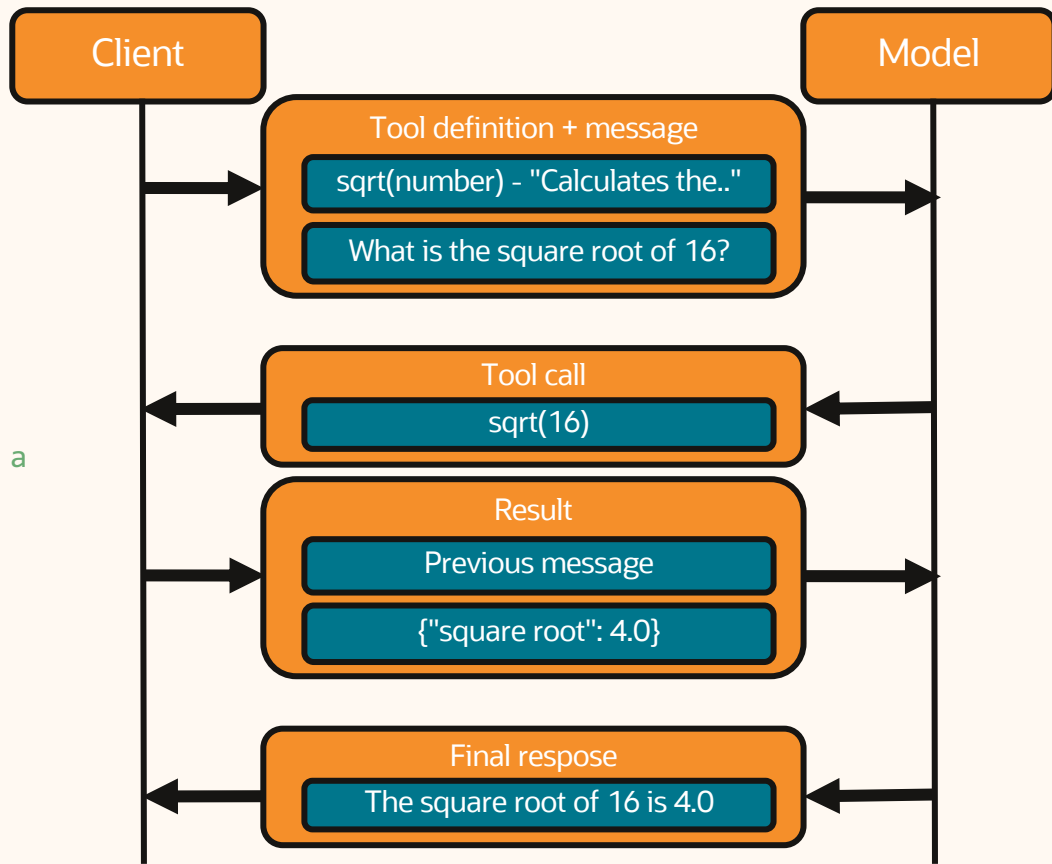 Client
Model
Tool definition + message
sqrt(number) - "Calculates the.."
What is the square root of 16?
Tool call
sqrt(16)
a
Result
Previous message
{"square root": 4.0}
Final respose
The square root of 16 is 4.0